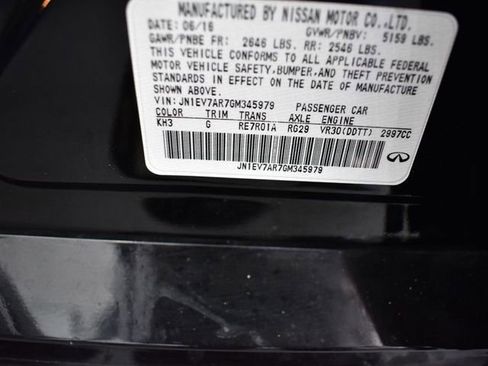 MANUFACTURED BY NISSAN MOTOR CO.,LTD.
DATE 06/16 GVWR/PNBV: 5159 LBS.
GAWR/PNBE FR: 2646 LBS. RR: 2546 LBS.
THIS VEHICLE CONFORMS TO ALL APPLICABLE FEDERAL
MOTOR VEHICLE SAFETY,BUMPER,AND THEFT PREVENTION
STANDARDS IN EFFECT ON THE DATE OF MANUFACTURE
SHOWN ABOVE.
VIN:JN1EV7AR7GM345979 PASSENGER CAR
COLOR TRIM TRANS AXLE ENGINE
KH3 G RE7R01A RG29 VR30(DDTT) 2997CC
JN1EV7AR7GM345979
INFINITI